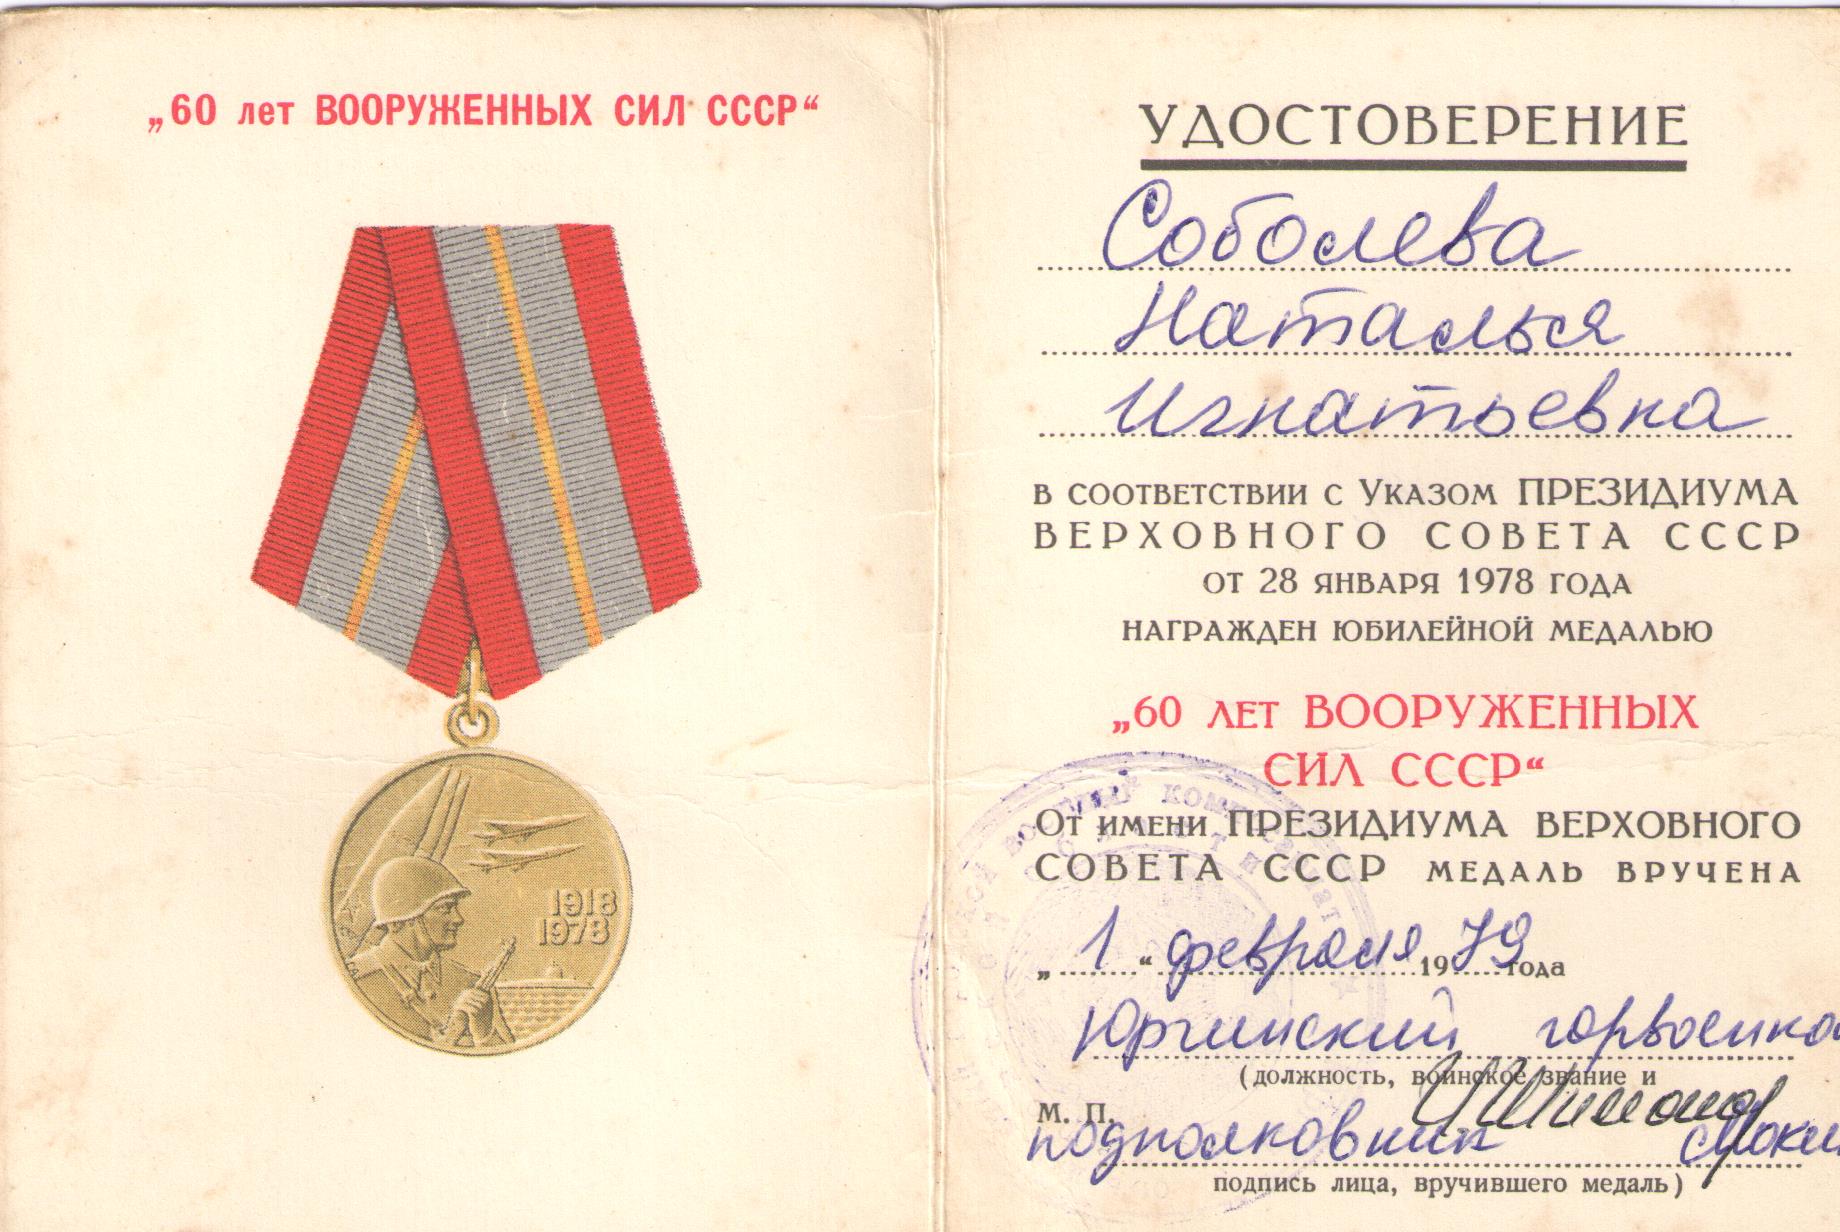 „60 лет ВООРУЖЕННЫХ СИЛ СССР“
1918
1978
УДОСТОВЕРЕНИЕ
Соболева
Наталья
Игнатьевна
в соответствии с Указом ПРЕЗИДИУМА
ВЕРХОВНОГО СОВЕТА СССР
от 28 января 1978 года
награжден юбилейной медалью
„60 лет ВООРУЖЕННЫХ
СИЛ СССР“
От имени ПРЕЗИДИУМА ВЕРХОВНОГО
СОВЕТА СССР медаль вручена
„ 1 “ февраля 1979 года
Юргинский горвоенко
(должность, воинское звание и
М. П.
подполковник
подпись лица, вручившего медаль)